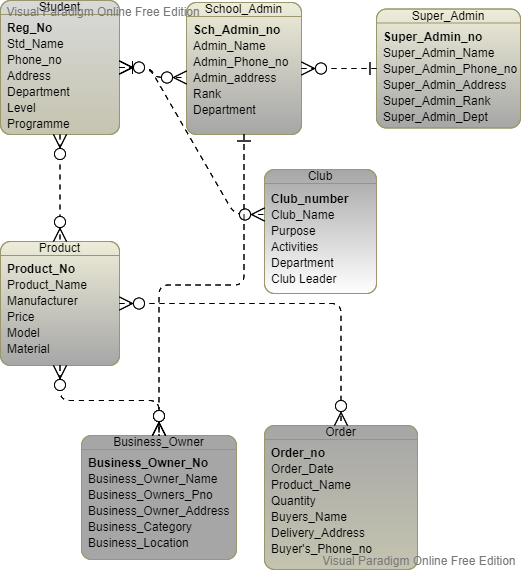 Visual Paradigm Online Free Edition
Student
Reg_No
Std_Name
Phone_no
Address
Department
Level
Programme
School_Admin
Sch_Admin_no
Admin_Name
Admin_Phone_no
Admin_address
Rank
Department
Super_Admin
Super_Admin_no
Super_Admin_Name
Super_Admin_Phone_no
Super_Admin_Address
Super_Admin_Rank
Super_Admin_Dept
Club
Club_number
Club_Name
Purpose
Activities
Department
Club Leader
Product
Product_No
Product_Name
Manufacturer
Price
Model
Material
Business_Owner
Business_Owner_No
Business_Owner_Name
Business_Owners_Pno
Business_Owner_Address
Business_Category
Business_Location
Order
Order_no
Order_Date
Product_Name
Quantity
Buyers_Name
Delivery_Address
Buyer's_Phone_no
Visual Paradigm Online Free Edition